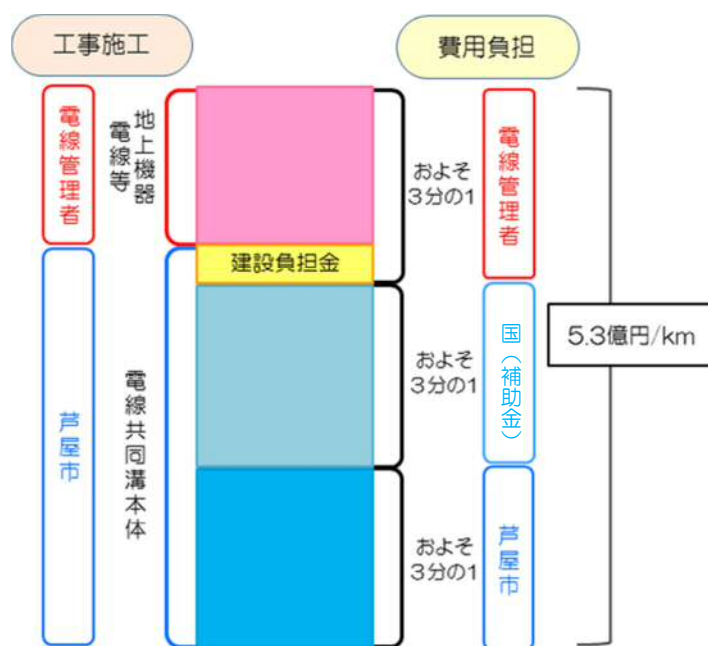 工事施工
費用負担
電線管理者
地上機器
電線等
およそ
3分の1
電線管理者
建設負担金
芦屋市
電線共同溝本体
およそ
3分の1
国（補助金）
5.3億円/km
およそ
3分の1
芦屋市